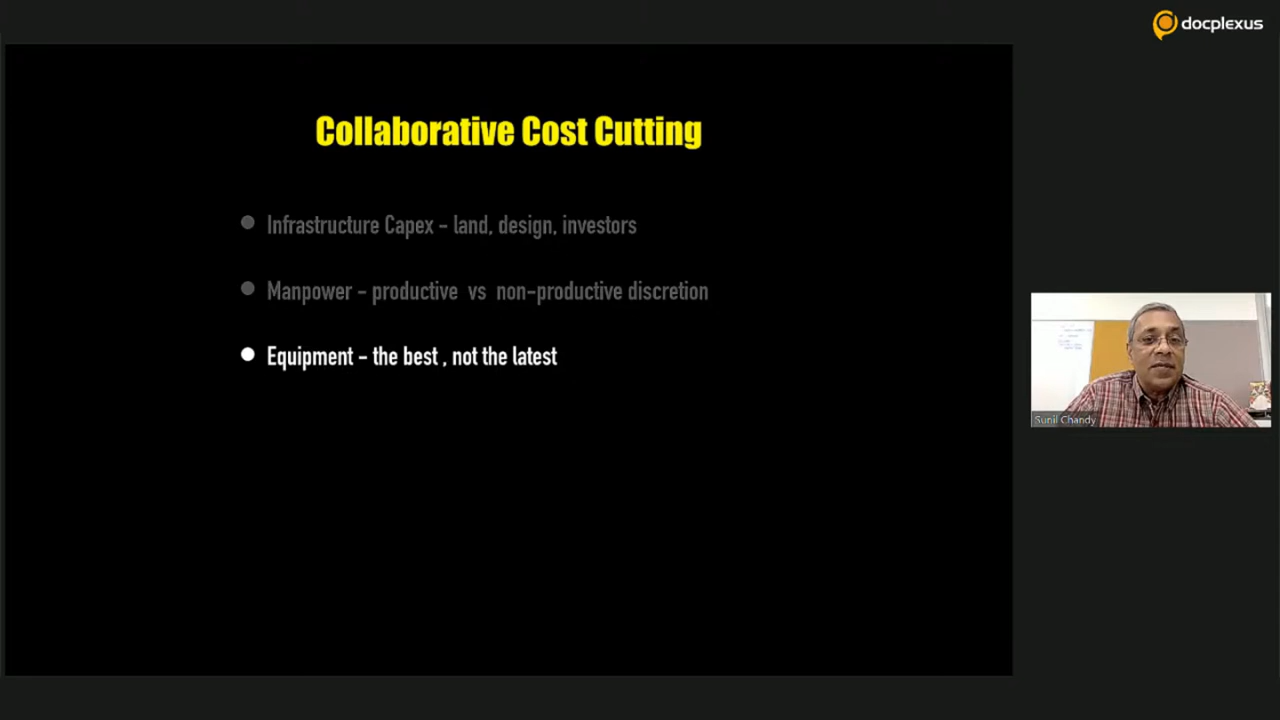 docplexus
Collaborative Cost Cutting
Infrastructure Capex - land, design, investors
Manpower - productive vs non-productive discretion
Equipment - the best , not the latest
Sunil Chandy